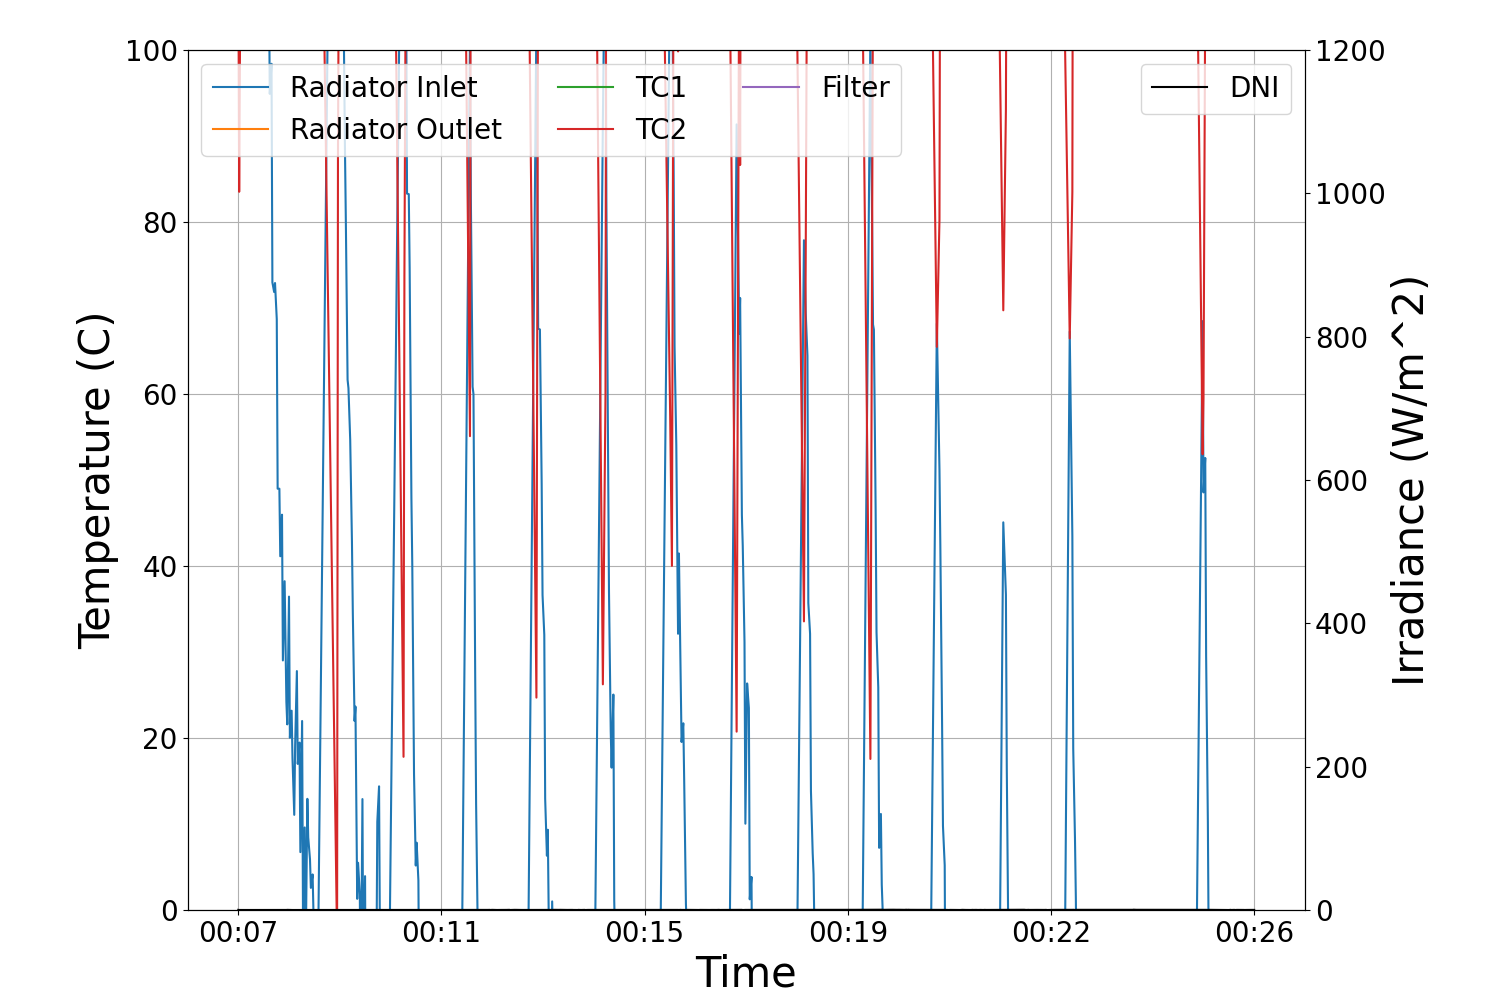 100
80
60
40
20
0
Temperature (C)
Radiator Inlet
Radiator Outlet
TC1
TC2
Filter
DNI
1200
1000
800
600
400
200
0
Irradiance (W/m^2)
00:07 00:11 00:15 00:19 00:22 00:26
Time